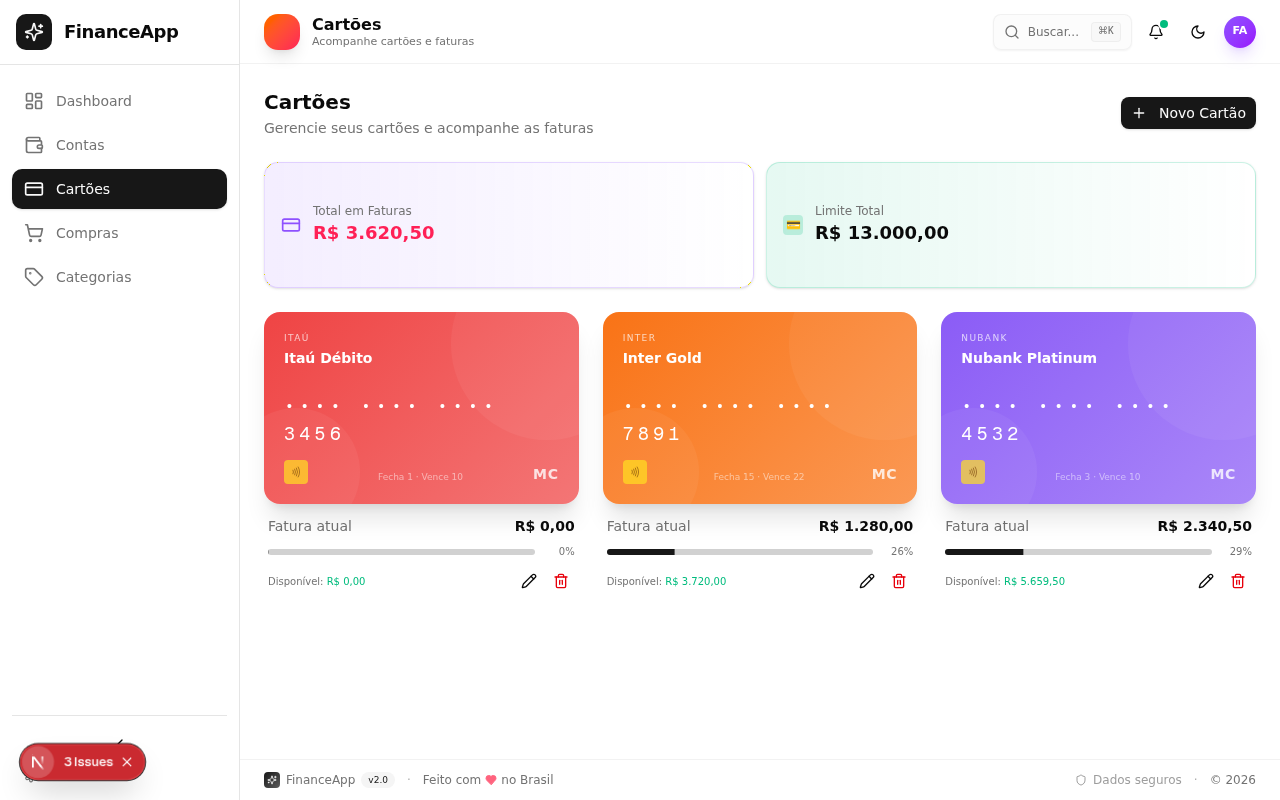 FinanceApp
Dashboard
Contas
Cartões
Compras
Categorias
N 3 Issues
Cartões
Acompanhe cartões e faturas
Buscar... ⌘K
FA
Cartões
Gerencie seus cartões e acompanhe as faturas
Novo Cartão
Total em Faturas
R$ 3.620,50
Limite Total
R$ 13.000,00
ITAÚ
Itaú Débito
•••• •••• ••••
3456
Fecha 1 · Vence 10
MC
Fatura atual R$ 0,00
0%
Disponível: R$ 0,00
INTER
Inter Gold
•••• •••• ••••
7891
Fecha 15 · Vence 22
MC
Fatura atual R$ 1.280,00
26%
Disponível: R$ 3.720,00
NUBANK
Nubank Platinum
•••• •••• ••••
4532
Fecha 3 · Vence 10
MC
Fatura atual R$ 2.340,50
29%
Disponível: R$ 5.659,50
FinanceApp v2.0 · Feito com ❤ no Brasil
Dados seguros · © 2026